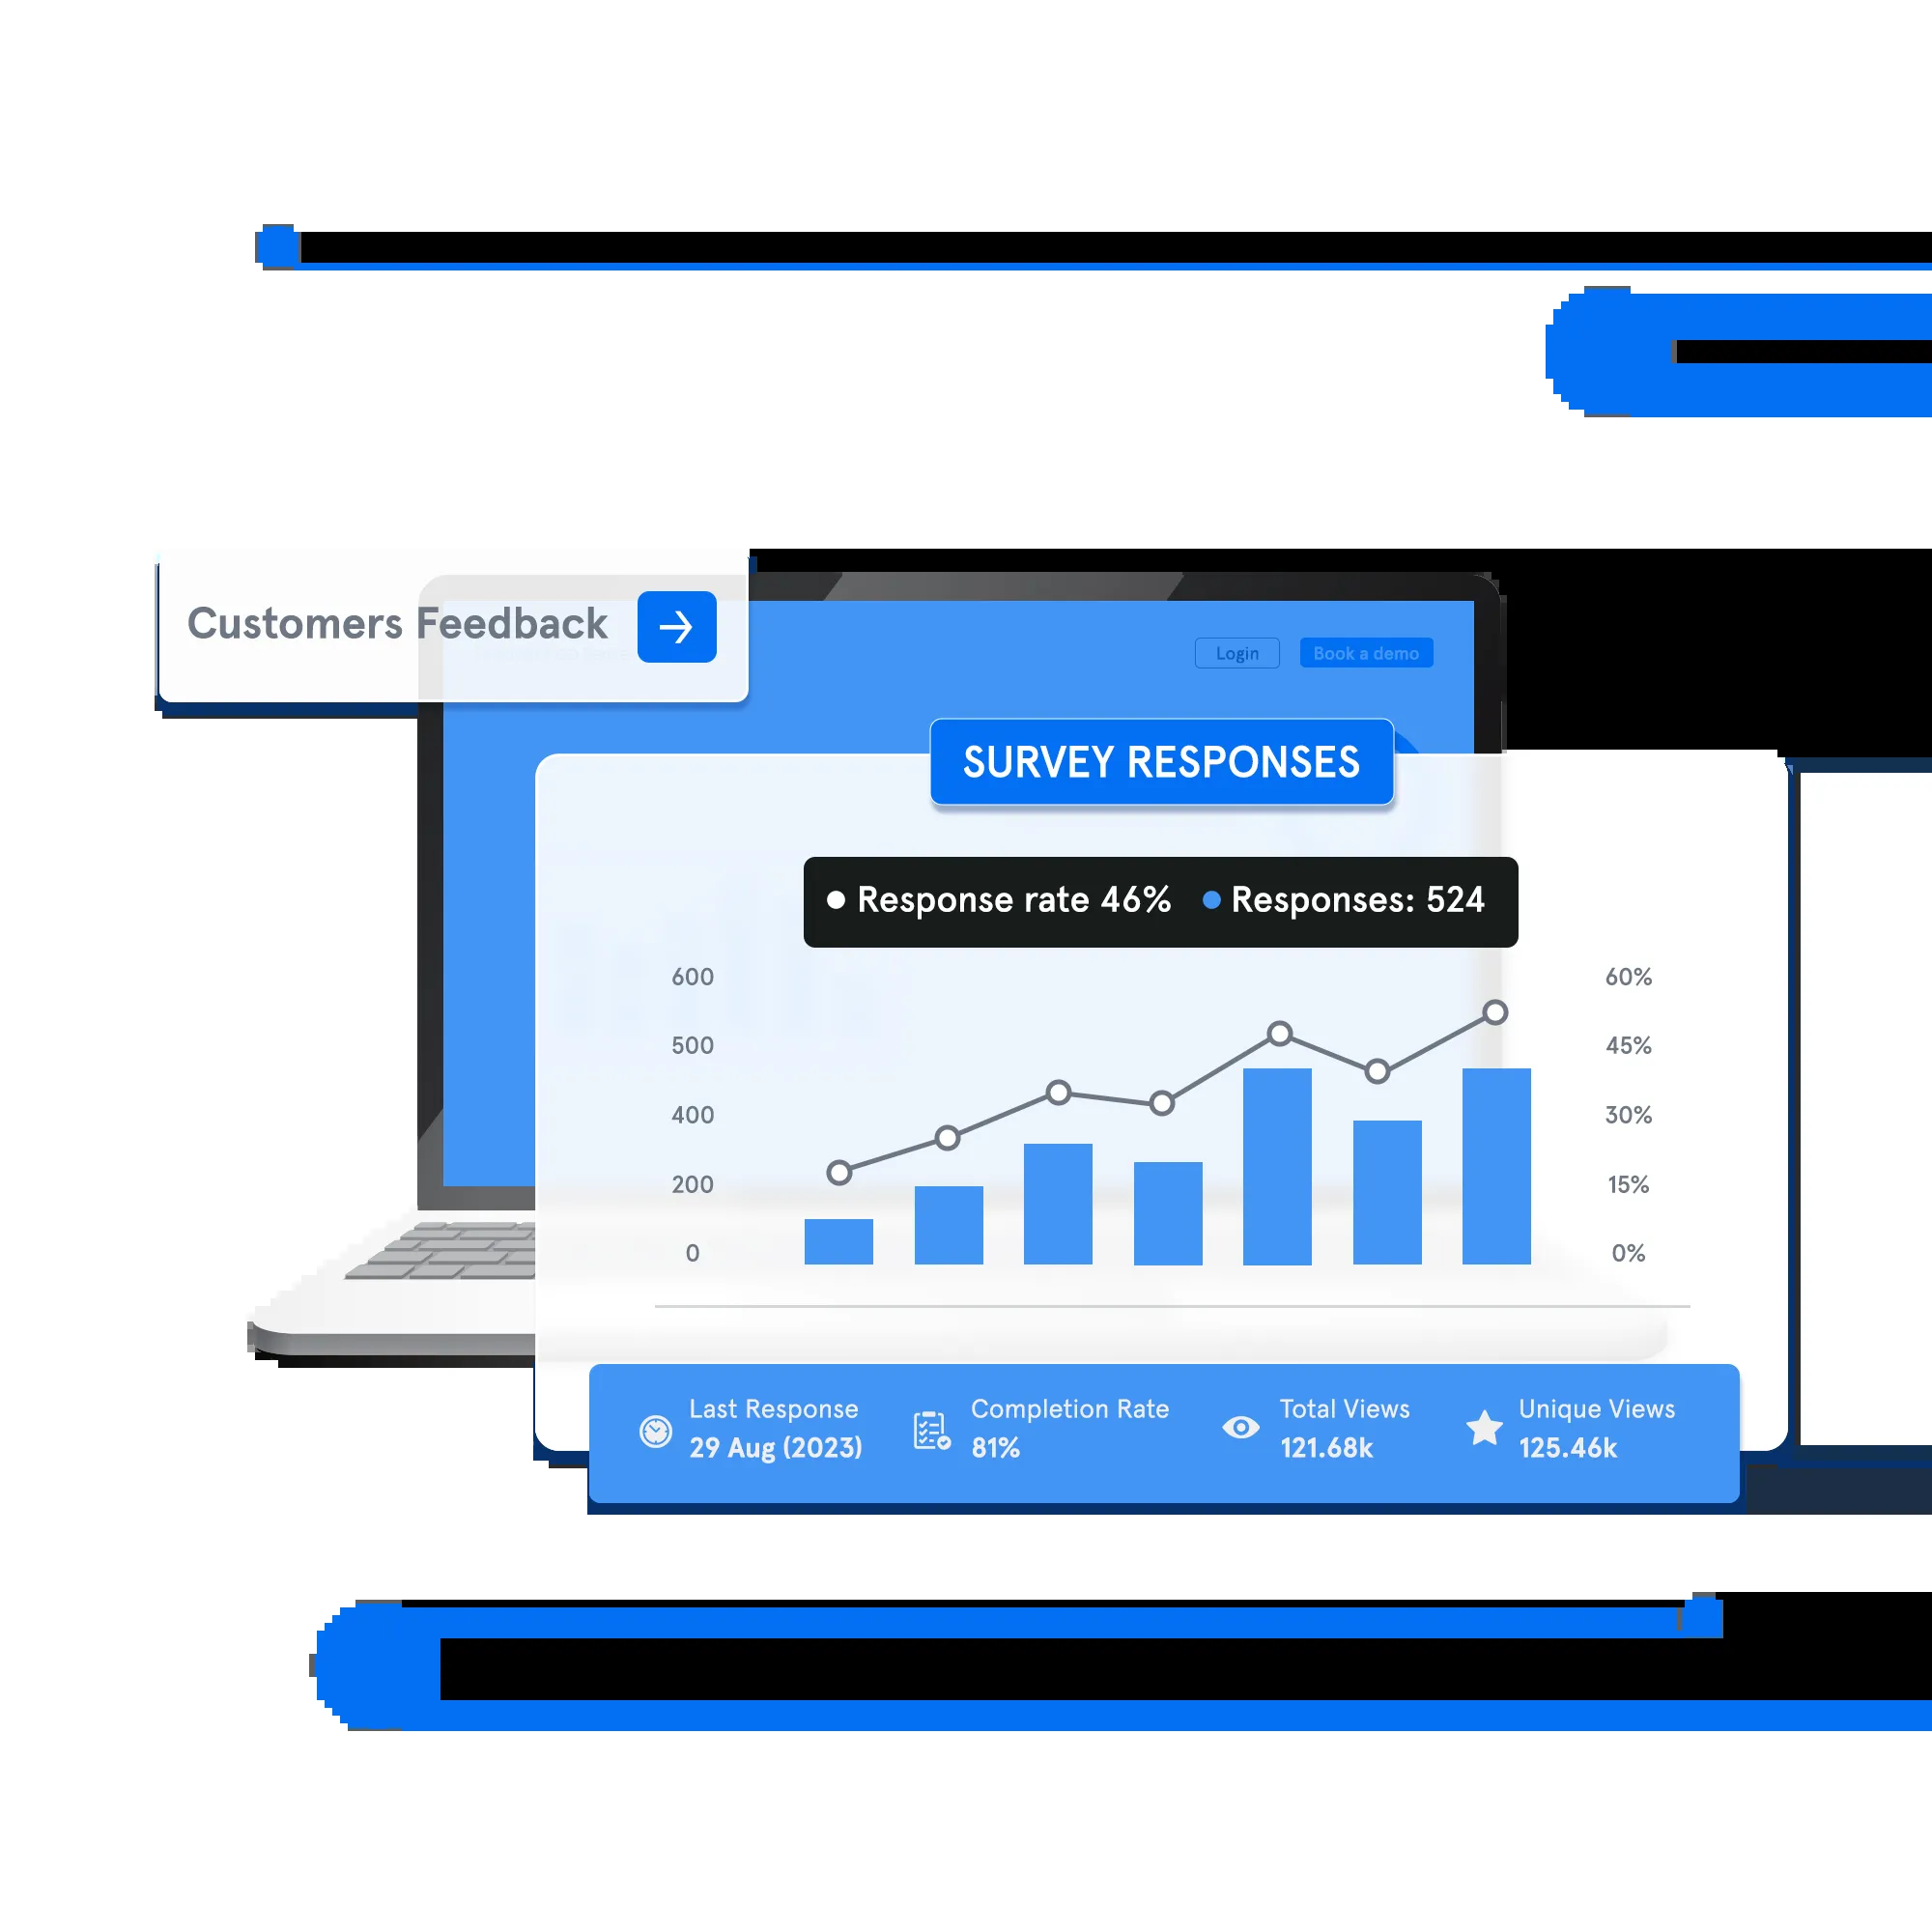 Customers Feedback
Login
Book a demo
SURVEY RESPONSES
Response rate 46%
Responses: 524
600
60%
500
45%
400
30%
200
15%
0
0%
Last Response
29 Aug (2023)
Completion Rate
81%
Total Views
121.68k
Unique Views
125.46k